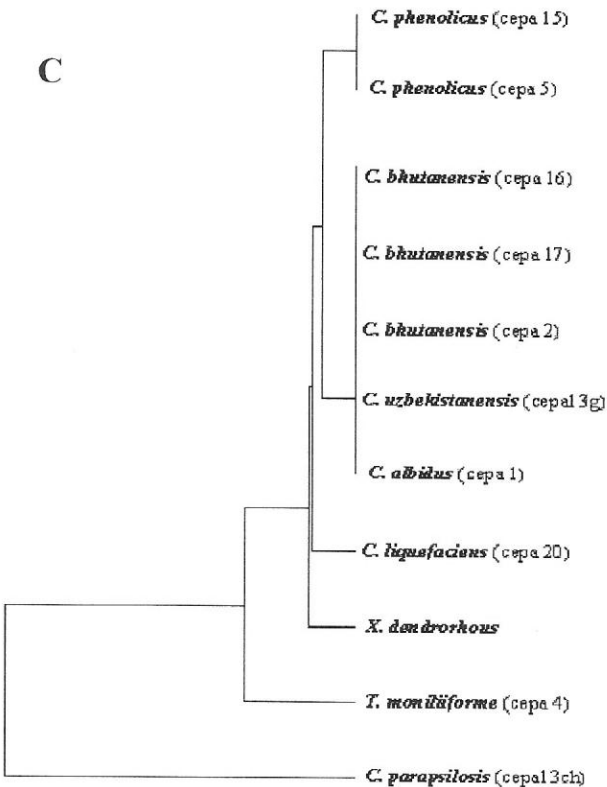 C
C. phenolicus (cepa 15)
C. phenolicus (cepa 5)
C. bhutanensis (cepa 16)
C. bhutanensis (cepa 17)
C. bhutanensis (cepa 2)
C. uzbekistanensis (cepa13g)
C. albidus (cepa 1)
C. liquefaciens (cepa 20)
X. dendrorhous
T. moniliiforme (cepa 4)
C. parapsilosis (cepa13ch)